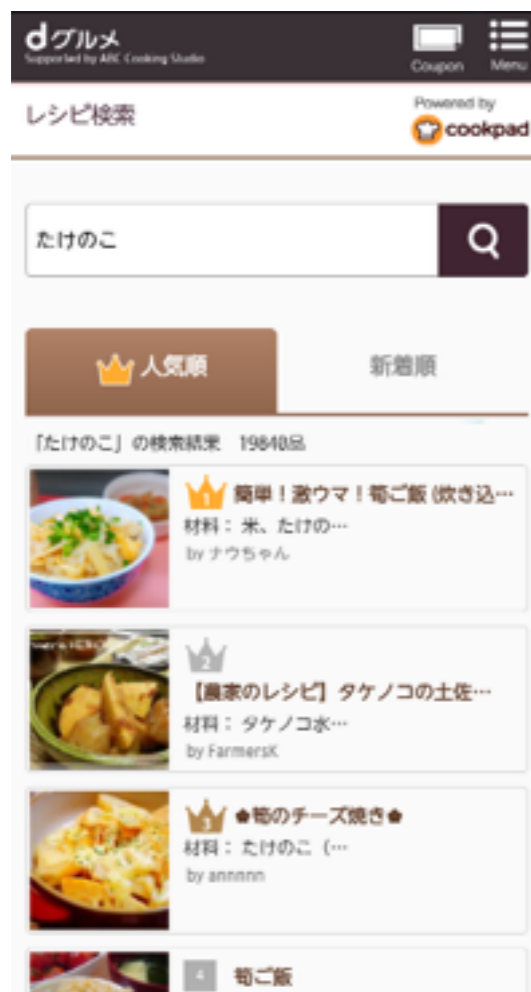 dグルメ
Supported by ABC Cooking Studio
Coupon
Menu
レシピ検索
Powered by
cookpad
たけのこ
人気順
新着順
「たけのこ」の検索結果 19840品
1
簡単！激ウマ！筍ご飯 (炊き込…
材料： 米、たけの…
by ナウちゃん
2
【農家のレシピ】タケノコの土佐…
材料： タケノコ水…
by FarmersK
3
筍のチーズ焼き
材料： たけのこ （…
by annnnn
4
筍ご飯